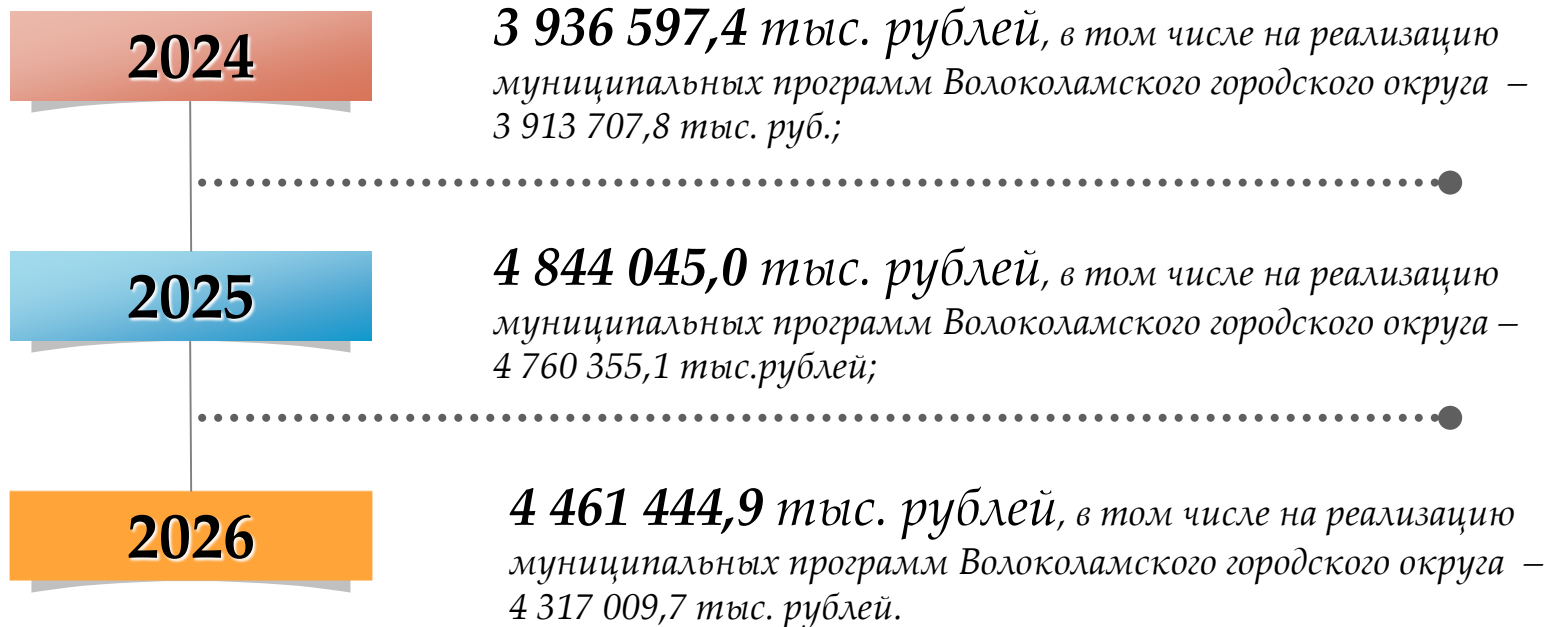 2024
3 936 597,4 тыс. рублей, в том числе на реализацию
муниципальных программ Волоколамского городского округа –
3 913 707,8 тыс. руб.;
2025
4 844 045,0 тыс. рублей, в том числе на реализацию
муниципальных программ Волоколамского городского округа –
4 760 355,1 тыс.рублей;
2026
4 461 444,9 тыс. рублей, в том числе на реализацию
муниципальных программ Волоколамского городского округа –
4 317 009,7 тыс. рублей.